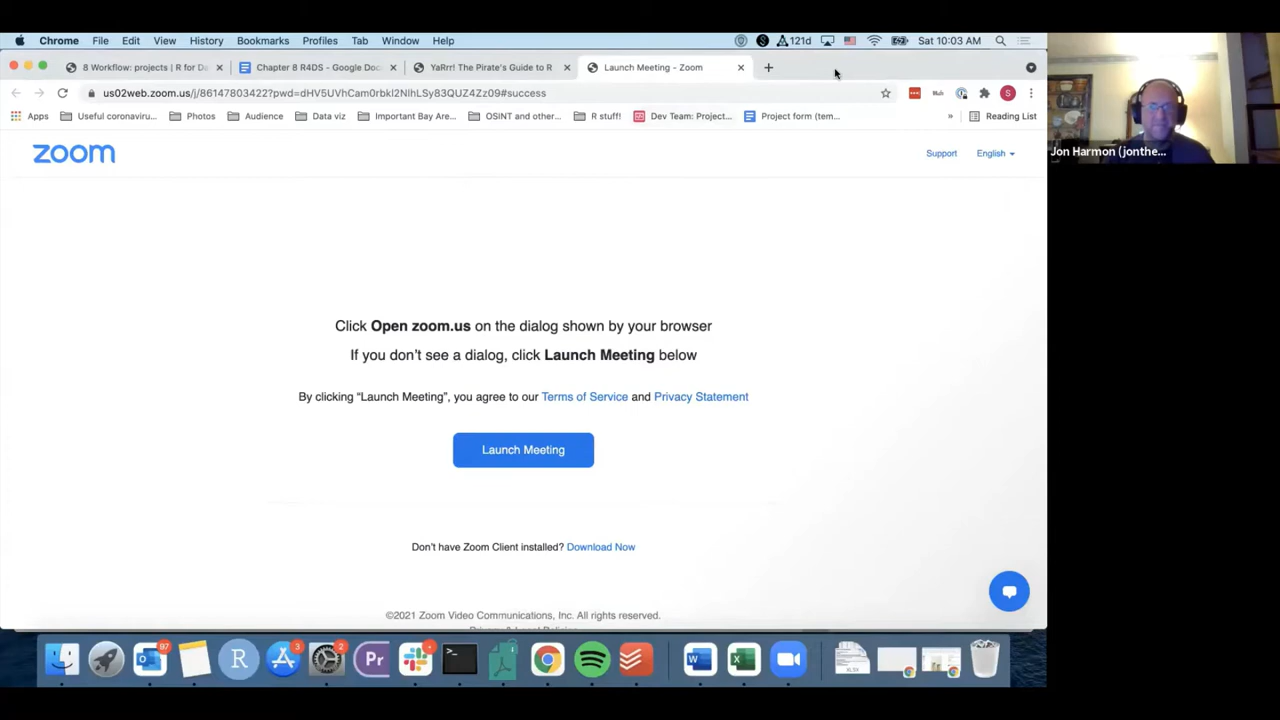 Chrome File Edit View History Bookmarks Profiles Tab Window Help 121d Sat 10:03 AM
8 Workflow: projects | R for Da Chapter 8 R4DS - Google Doc YaRrr! The Pirate's Guide to R Launch Meeting - Zoom
us02web.zoom.us/j/86147803422?pwd=dHV5UVhCam0rbkI2NlhLSy83QUZ4Zz09#success
Apps Useful coronaviru... Photos Audience Data viz Important Bay Are... OSINT and other... R stuff! Dev Team: Project... Project form (tem... » Reading List
zoom
Support English
Jon Harmon (jonthe...
Click Open zoom.us on the dialog shown by your browser
If you don't see a dialog, click Launch Meeting below
By clicking “Launch Meeting”, you agree to our Terms of Service and Privacy Statement
Launch Meeting
Don't have Zoom Client installed? Download Now
©2021 Zoom Video Communications, Inc. All rights reserved.
97 R 3 2 Pr W X